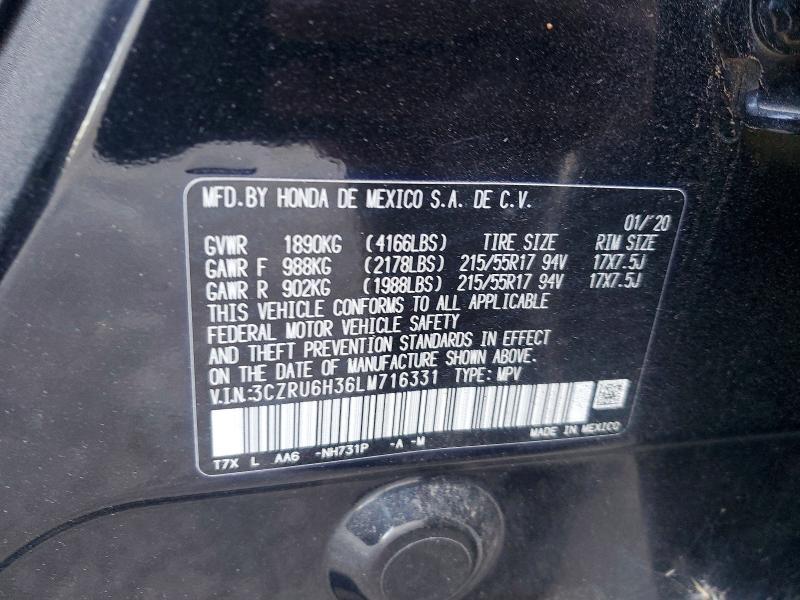 MFD.BY HONDA DE MEXICO S.A. DE C.V.
01/'20
GVWR 1890KG (4166LBS) TIRE SIZE RIM SIZE
GAWR F 988KG (2178LBS) 215/55R17 94V 17X7.5J
GAWR R 902KG (1988LBS) 215/55R17 94V 17X7.5J
THIS VEHICLE CONFORMS TO ALL APPLICABLE
FEDERAL MOTOR VEHICLE SAFETY
AND THEFT PREVENTION STANDARDS IN EFFECT
ON THE DATE OF MANUFACTURE SHOWN ABOVE.
V.I.N.:3CZRU6H36LM716331 TYPE: MPV
T7X L AA6 -NH731P -A -M MADE IN MEXICO